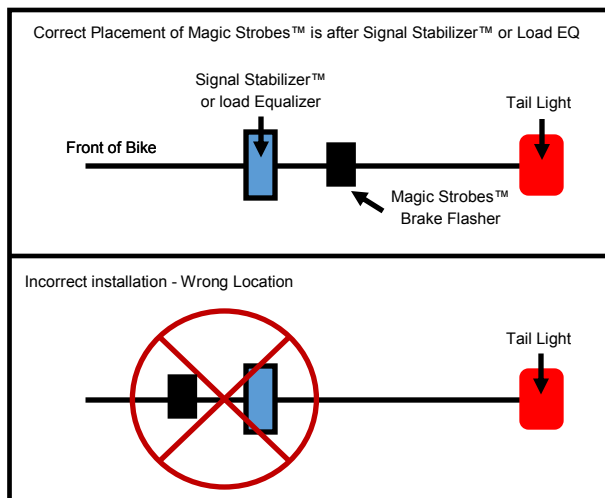 Correct Placement of Magic Strobes™ is after Signal Stabilizer™ or Load EQ
Signal Stabilizer™
or load Equalizer
Tail Light
Front of Bike
Magic Strobes™
Brake Flasher
Incorrect installation - Wrong Location
Tail Light